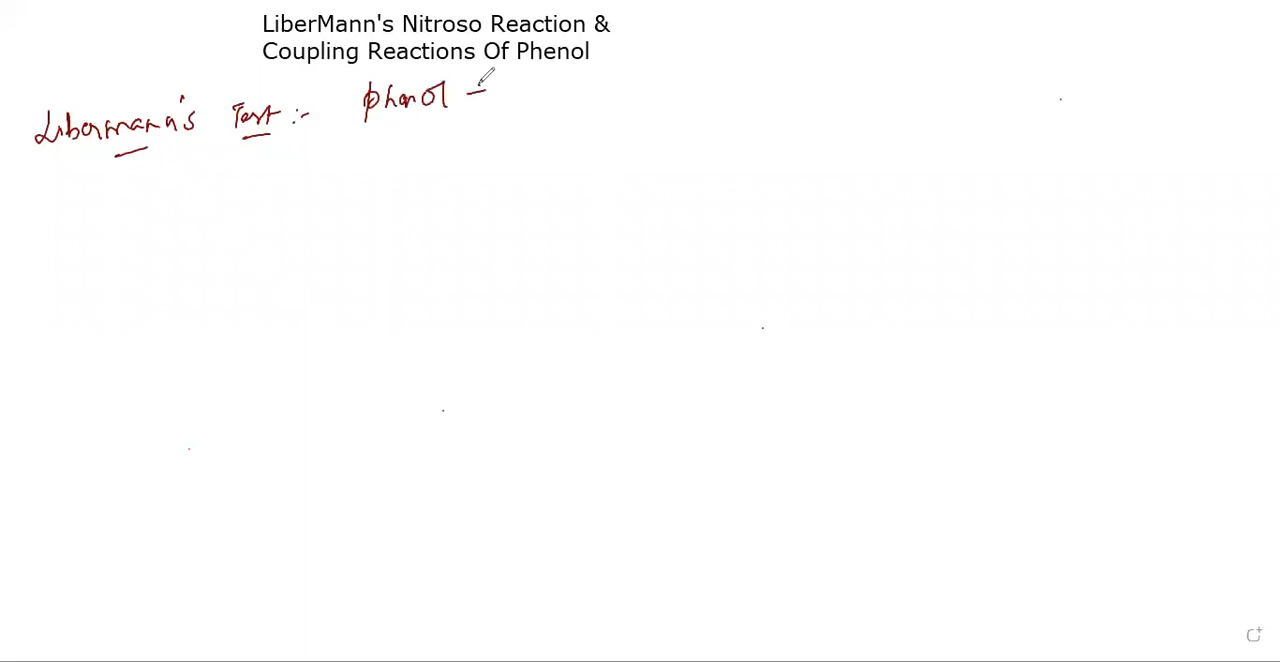 LiberMann's Nitroso Reaction &
Coupling Reactions Of Phenol
Libermann's Test :- phenol -